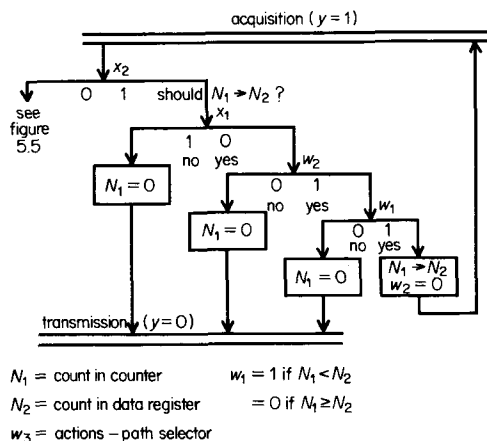 acquisition (y=1)
x₂
0 1 should N₁→N₂ ?
see figure 5.5
x₁
1 0
no yes
N₁=0
w₂
0 1
no yes
N₁=0
w₁
0 1
no yes
N₁=0
N₁→N₂
w₂=0
transmission (y=0)
N₁ = count in counter w₁ = 1 if N₁<N₂
N₂ = count in data register = 0 if N₁≥N₂
w₃ = actions – path selector